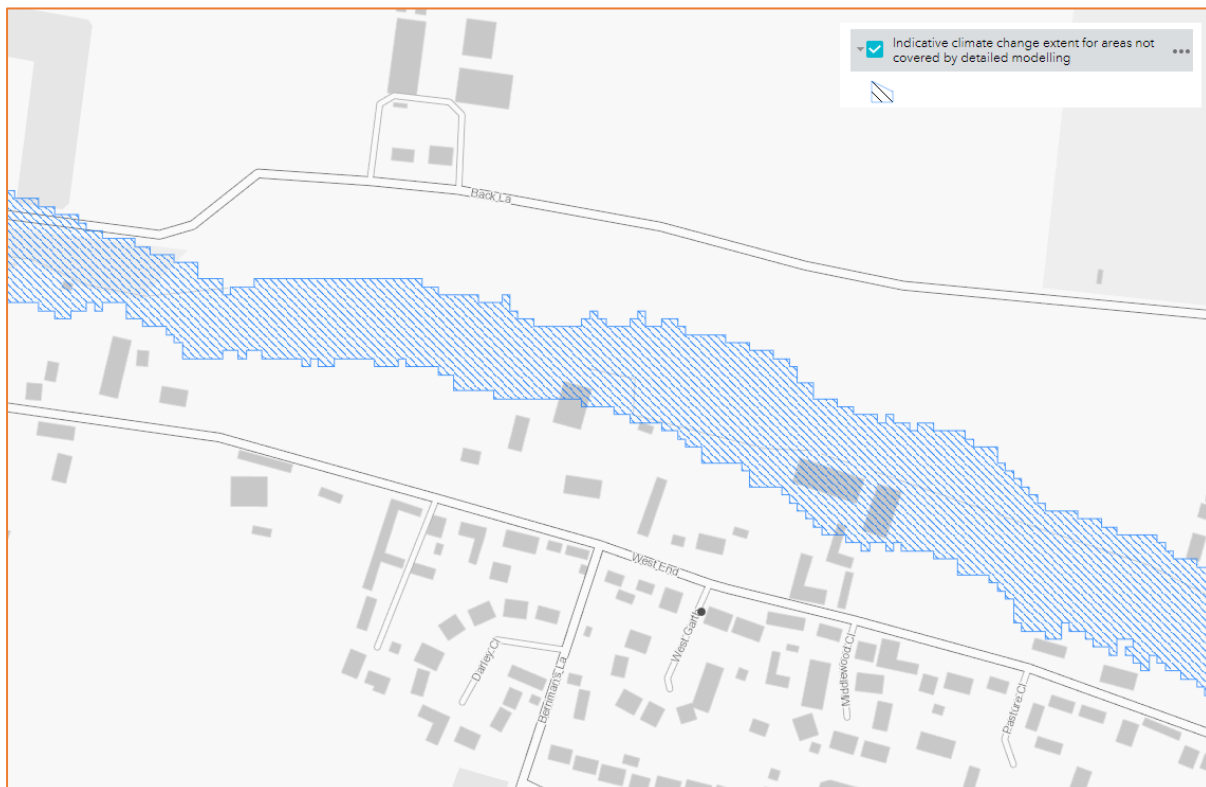 Indicative climate change extent for areas not
covered by detailed modelling
Back La
West End
West Garth
Darley Cl
Berriman's La
Middlewood Cl
Pasture Cl